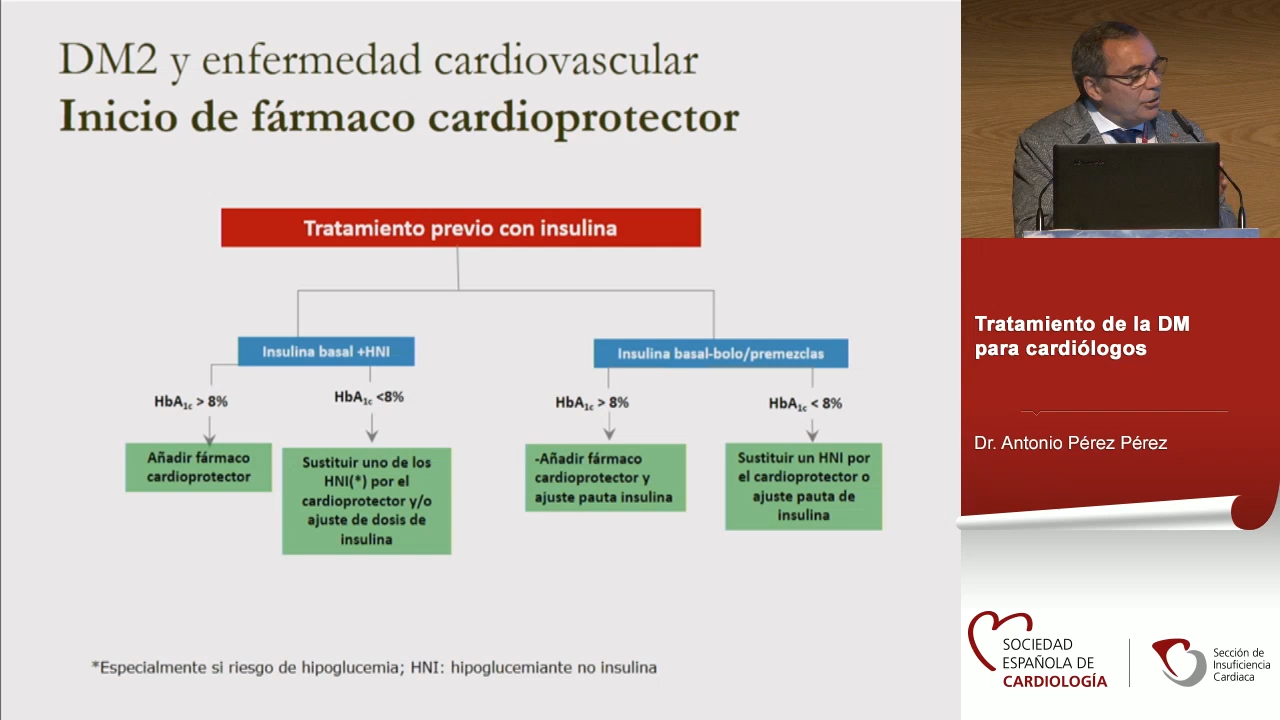 DM2 y enfermedad cardiovascular
Inicio de fármaco cardioprotector
Tratamiento previo con insulina
Insulina basal +HNI
Insulina basal-bolo/premezclas
HbA1c > 8%
HbA1c <8%
HbA1c > 8%
HbA1c < 8%
Añadir fármaco
cardioprotector
Sustituir uno de los
HNI(*) por el
cardioprotector y/o
ajuste de dosis de
insulina
-Añadir fármaco
cardioprotector y
ajuste pauta insulina
Sustituir un HNI por
el cardioprotector o
ajuste pauta de
insulina
*Especialmente si riesgo de hipoglucemia; HNI: hipoglucemiante no insulina
Tratamiento de la DM
para cardiólogos
Dr. Antonio Pérez Pérez
SOCIEDAD
ESPAÑOLA DE
CARDIOLOGÍA
Sección de
Insuficiencia
Cardiaca